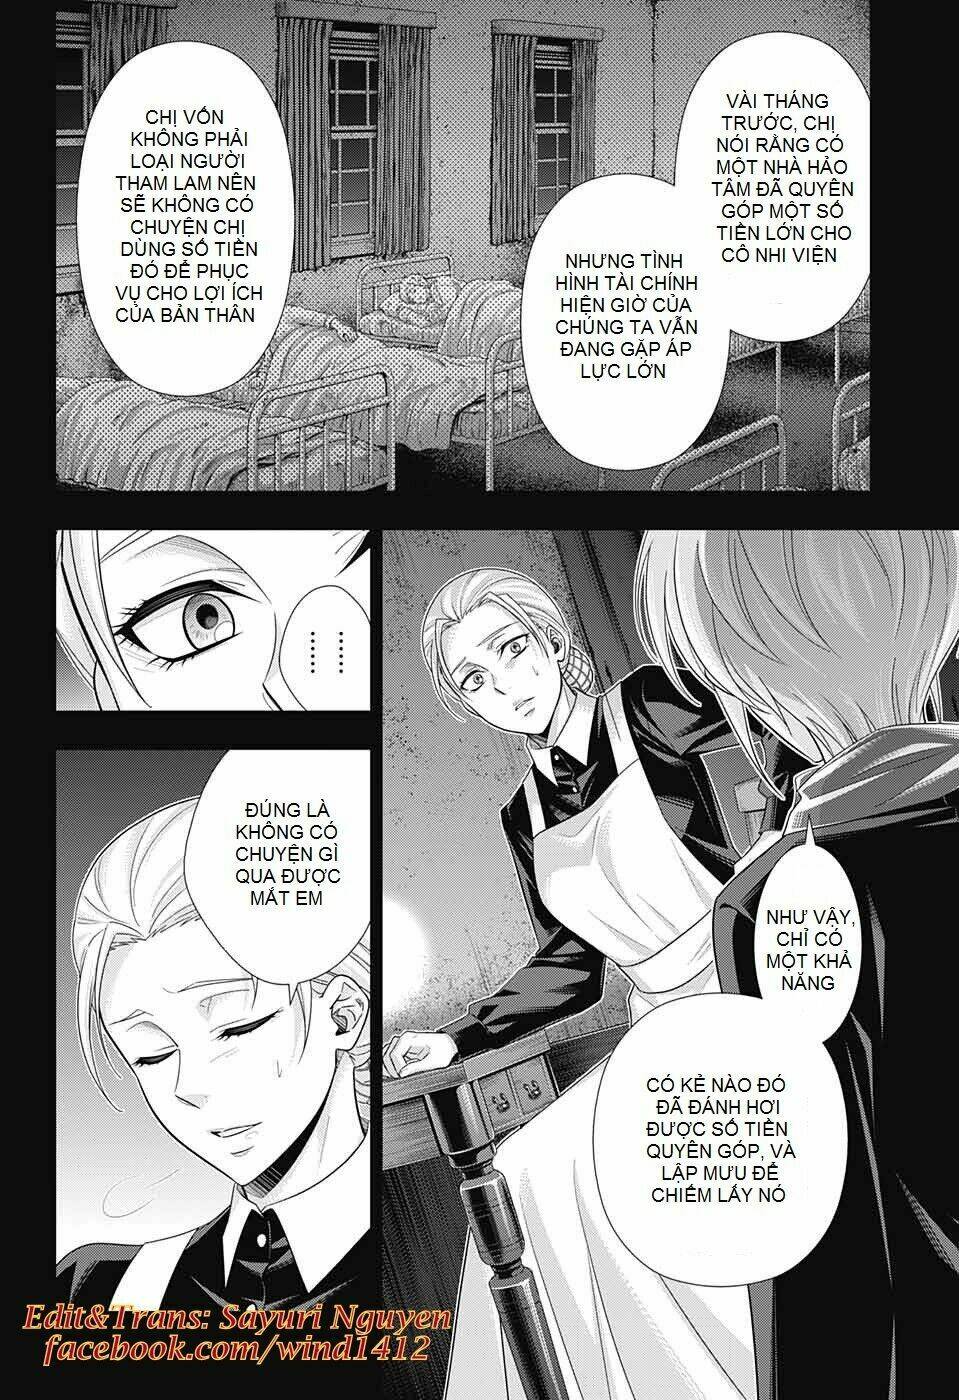 VÀI THÁNG
TRƯỚC, CHỊ
NÓI RẰNG CÓ
MỘT NHÀ HẢO
TÂM ĐÃ QUYÊN
GÓP MỘT SỐ
TIỀN LỚN CHO
CÔ NHI VIỆN
NHƯNG TÌNH
HÌNH TÀI CHÍNH
HIỆN GIỜ CỦA
CHÚNG TA VẪN
ĐANG GẶP ÁP
LỰC LỚN
CHỊ VỐN
KHÔNG PHẢI
LOẠI NGƯỜI
THAM LAM NÊN
SẼ KHÔNG CÓ
CHUYỆN CHỊ
DÙNG SỐ TIỀN
ĐÓ ĐỂ PHỤC
VỤ CHO LỢI ÍCH
CỦA BẢN THÂN
NHƯ VẬY,
CHỈ CÓ
MỘT KHẢ
NĂNG
CÓ KẺ NÀO ĐÓ
ĐÃ ĐÁNH HƠI
ĐƯỢC SỐ TIỀN
QUYÊN GÓP, VÀ
LẬP MƯU ĐỂ
CHIẾM LẤY NÓ
ĐÚNG LÀ
KHÔNG CÓ
CHUYỆN GÌ
QUA ĐƯỢC
MẮT EM
Edit&Trans: Sayuri Nguyen
facebook.com/wind1412